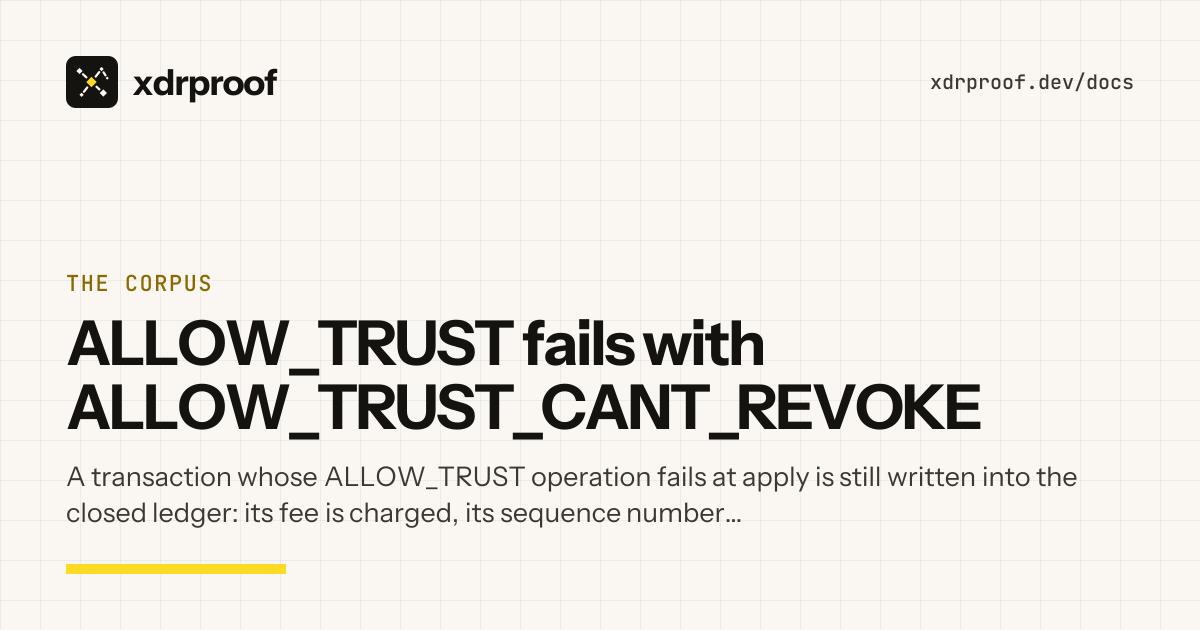 xdrproof
xdrproof.dev/docs
THE CORPUS
ALLOW_TRUST fails with
ALLOW_TRUST_CANT_REVOKE
A transaction whose ALLOW_TRUST operation fails at apply is still written into the
closed ledger: its fee is charged, its sequence number…